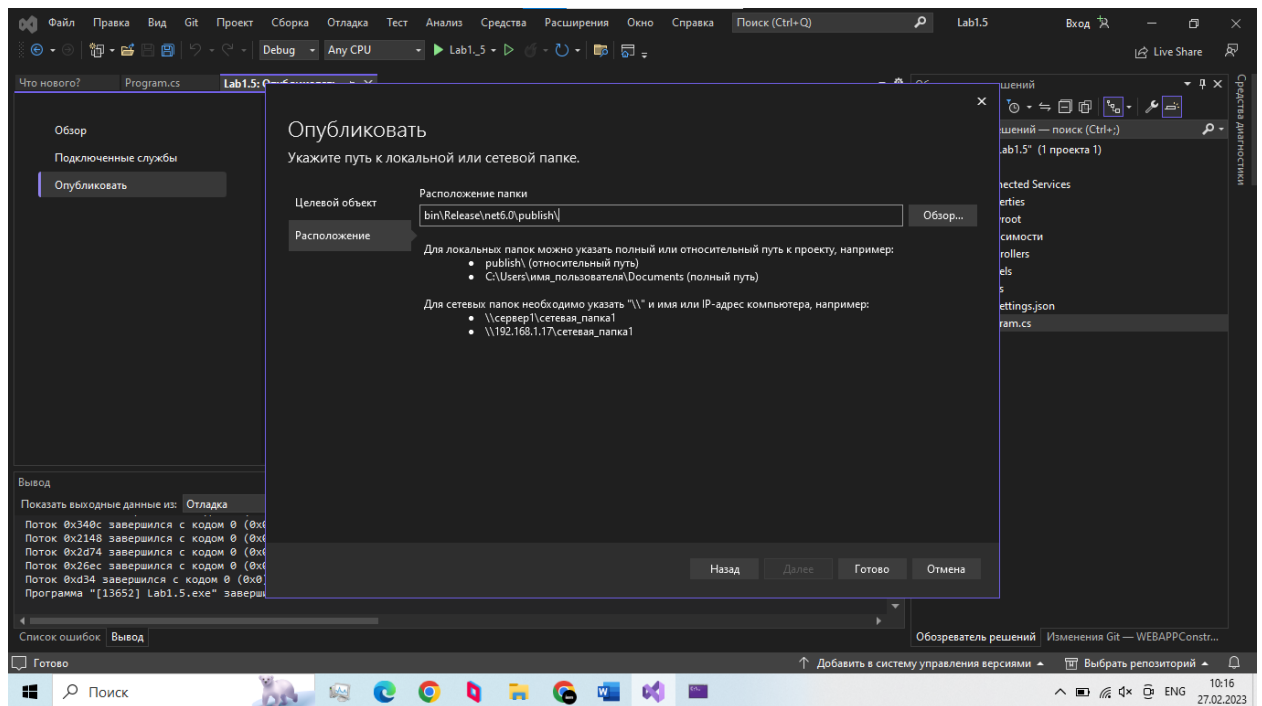 Файл Правка Вид Git Проект Сборка Отладка Тест Анализ Средства Расширения Окно Справка Поиск (Ctrl+Q) Lab1.5 Вход
Debug Any CPU Lab1._5 Live Share
Что нового? Program.cs Lab1.5:
шений
Средства диагностики
Обзор
Подключенные службы
Опубликовать
Опубликовать
Укажите путь к локальной или сетевой папке.
Целевой объект
Расположение
Расположение папки
bin\Release\net6.0\publish\
Обзор...
Для локальных папок можно указать полный или относительный путь к проекту, например:
● publish\ (относительный путь)
● C:\Users\имя_пользователя\Documents (полный путь)
Для сетевых папок необходимо указать "\\" и имя или IP-адрес компьютера, например:
● \\сервер1\сетевая_папка1
● \\192.168.1.17\сетевая_папка1
Назад Далее Готово Отмена
ешений — поиск (Ctrl+;)
ab1.5" (1 проекта 1)
nected Services
erties
root
симости
rollers
els
s
ettings.json
ram.cs
Вывод
Показать выходные данные из: Отладка
Поток 0x340c завершился с кодом 0
Поток 0x2148 завершился с кодом 0
Поток 0x2d74 завершился с кодом 0
Поток 0x26ec завершился с кодом 0
Поток 0xd34 завершился с кодом 0 (0x0)
Программа "[13652] Lab1.5.exe" заверш
Список ошибок Вывод
Обозреватель решений Изменения Git — WEBAPPConstr...
Готово Добавить в систему управления версиями Выбрать репозиторий
Поиск ENG 10:16
27.02.2023